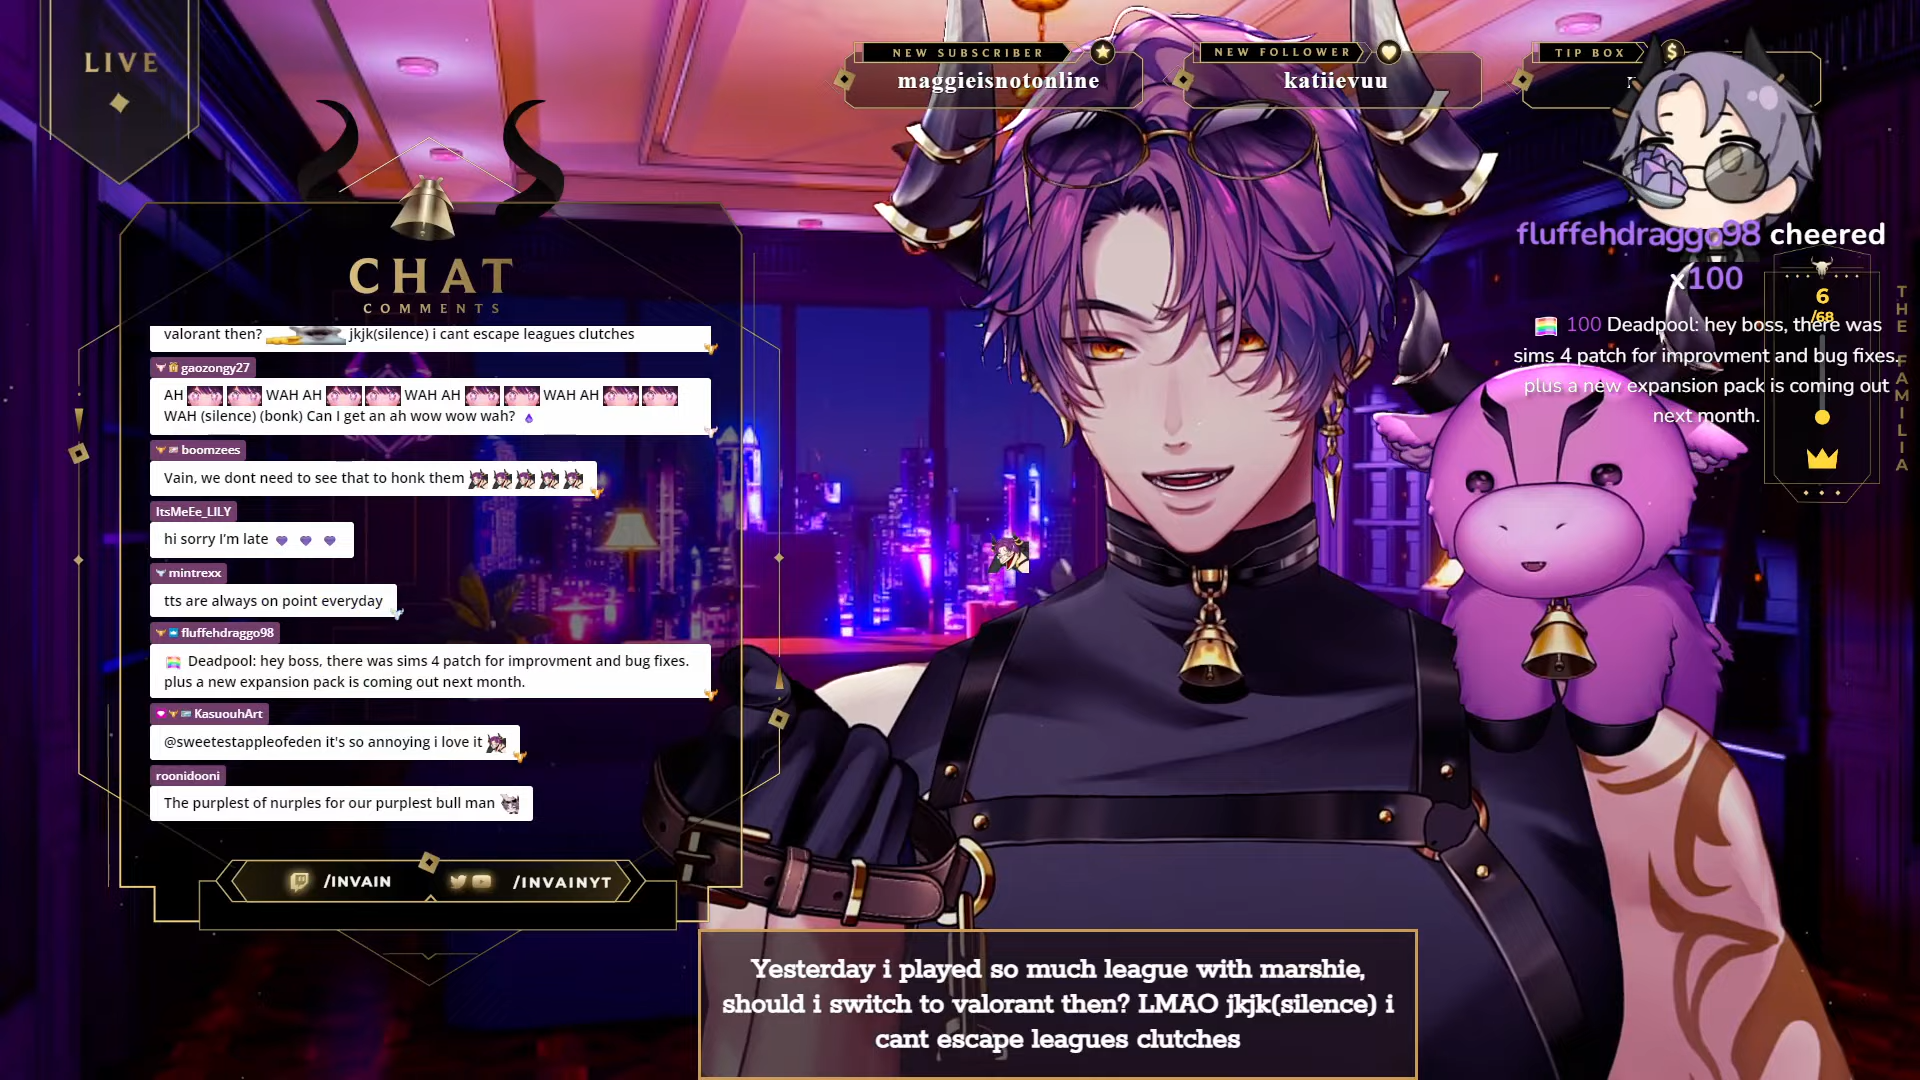 LIVE
NEW SUBSCRIBER
maggieisnotonline
NEW FOLLOWER
katiievuu
TIP BOX
CHAT
COMMENTS
valorant then? jkjk(silence) i cant escape leagues clutches
gaozongy27
AH WAH AH WAH AH WAH AH
WAH (silence) (bonk) Can I get an ah wow wow wah?
boomzees
Vain, we dont need to see that to honk them
ItsMeEe_LILY
hi sorry I'm late
mintrexx
tts are always on point everyday
fluffehdraggo98
Deadpool: hey boss, there was sims 4 patch for improvment and bug fixes.
plus a new expansion pack is coming out next month.
KasuouhArt
@sweetestappleofeden it's so annoying i love it
roonidooni
The purplest of nurples for our purplest bull man
/INVAIN
/INVAINYT
fluffehdraggo98 cheered
x100
100 Deadpool: hey boss, there was
sims 4 patch for improvment and bug fixes.
plus a new expansion pack is coming out
next month.
6
/68
THE FAMILIA
Yesterday i played so much league with marshie,
should i switch to valorant then? LMAO jkjk(silence) i
cant escape leagues clutches